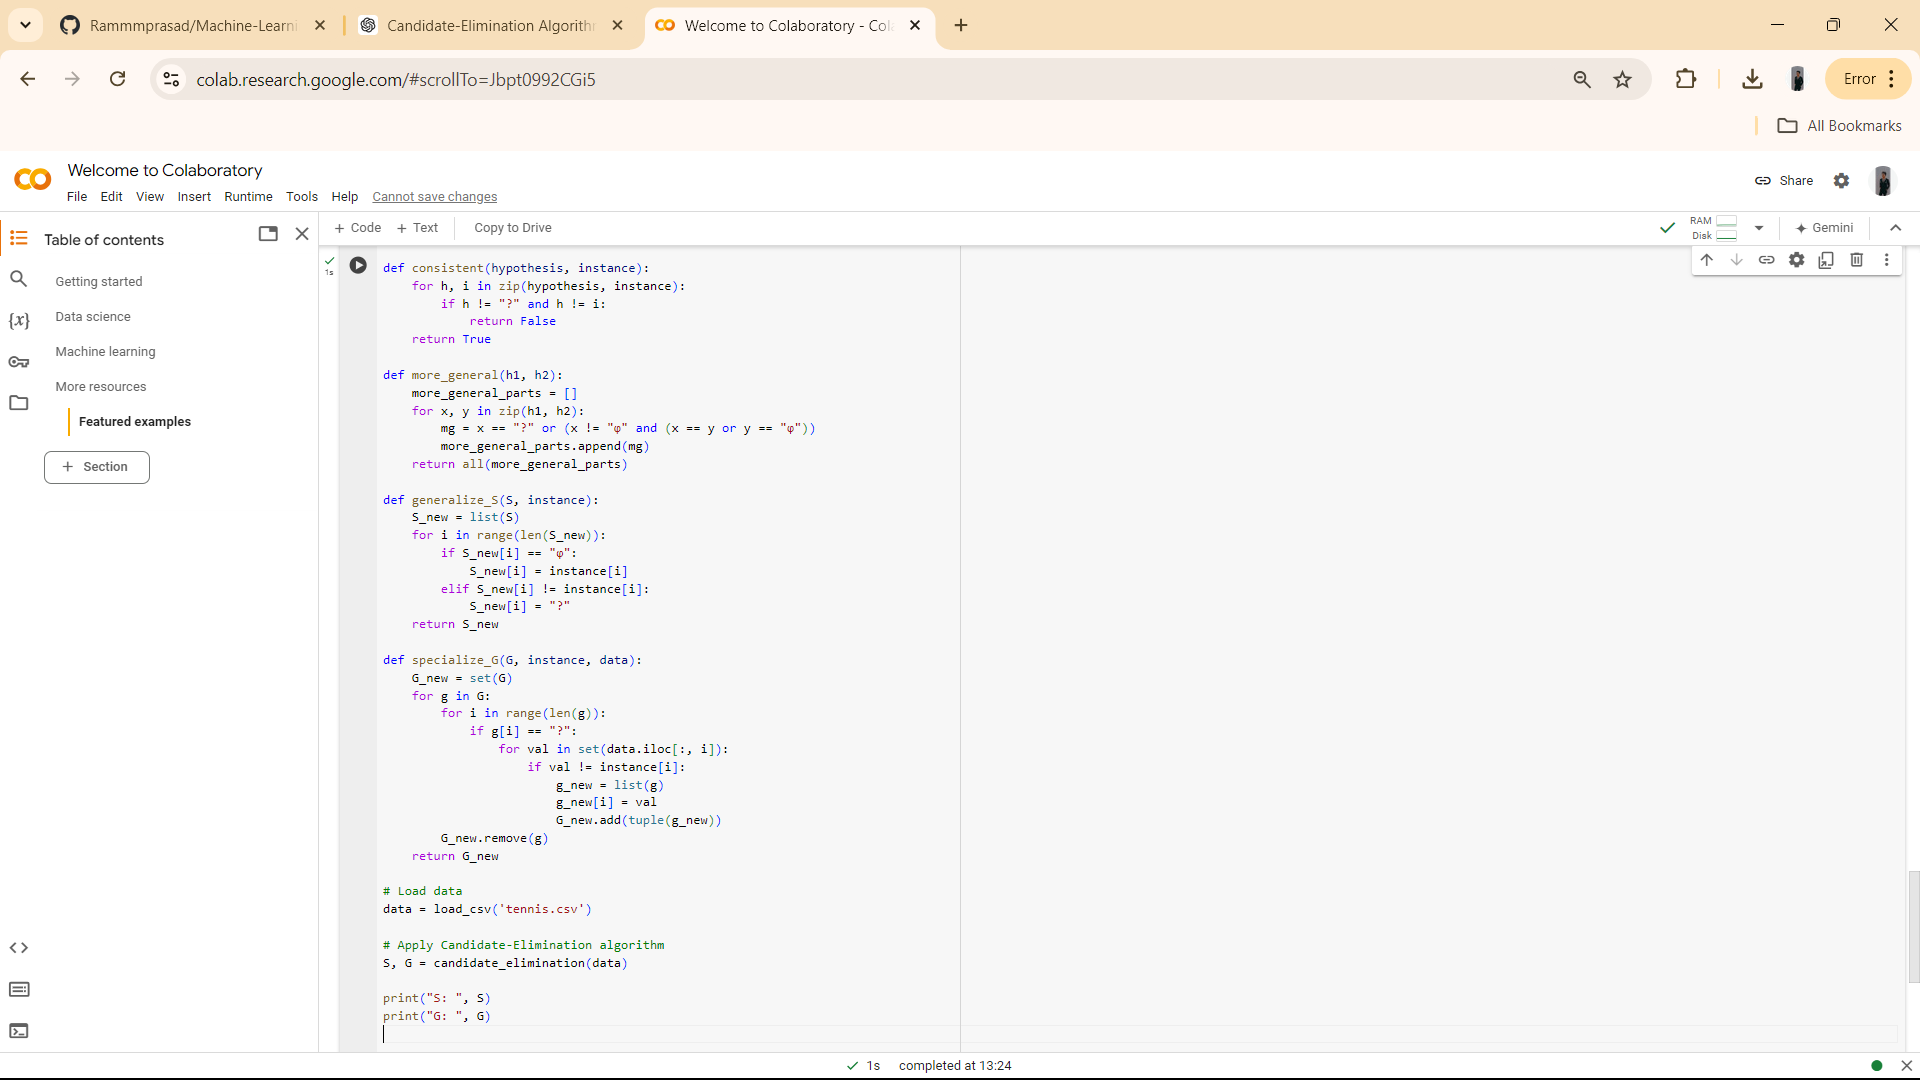 Rammmprasad/Machine-Learni
Candidate-Elimination Algorith
Welcome to Colaboratory - Col
colab.research.google.com/#scrollTo=Jbpt0992CGi5
Error
All Bookmarks
Welcome to Colaboratory
File Edit View Insert Runtime Tools Help Cannot save changes
Share
Table of contents
+ Code + Text Copy to Drive
RAM
Disk
Gemini
Getting started
Data science
{x}
Machine learning
More resources
Featured examples
+ Section
1s
def consistent(hypothesis, instance):
    for h, i in zip(hypothesis, instance):
        if h != "?" and h != i:
            return False
    return True
def more_general(h1, h2):
    more_general_parts = []
    for x, y in zip(h1, h2):
        mg = x == "?" or (x != "φ" and (x == y or y == "φ"))
        more_general_parts.append(mg)
    return all(more_general_parts)
def generalize_S(S, instance):
    S_new = list(S)
    for i in range(len(S_new)):
        if S_new[i] == "φ":
            S_new[i] = instance[i]
        elif S_new[i] != instance[i]:
            S_new[i] = "?"
    return S_new
def specialize_G(G, instance, data):
    G_new = set(G)
    for g in G:
        for i in range(len(g)):
            if g[i] == "?":
                for val in set(data.iloc[:, i]):
                    if val != instance[i]:
                        g_new = list(g)
                        g_new[i] = val
                        G_new.add(tuple(g_new))
        G_new.remove(g)
    return G_new
# Load data
data = load_csv('tennis.csv')
# Apply Candidate-Elimination algorithm
S, G = candidate_elimination(data)
print("S: ", S)
print("G: ", G)
1s completed at 13:24